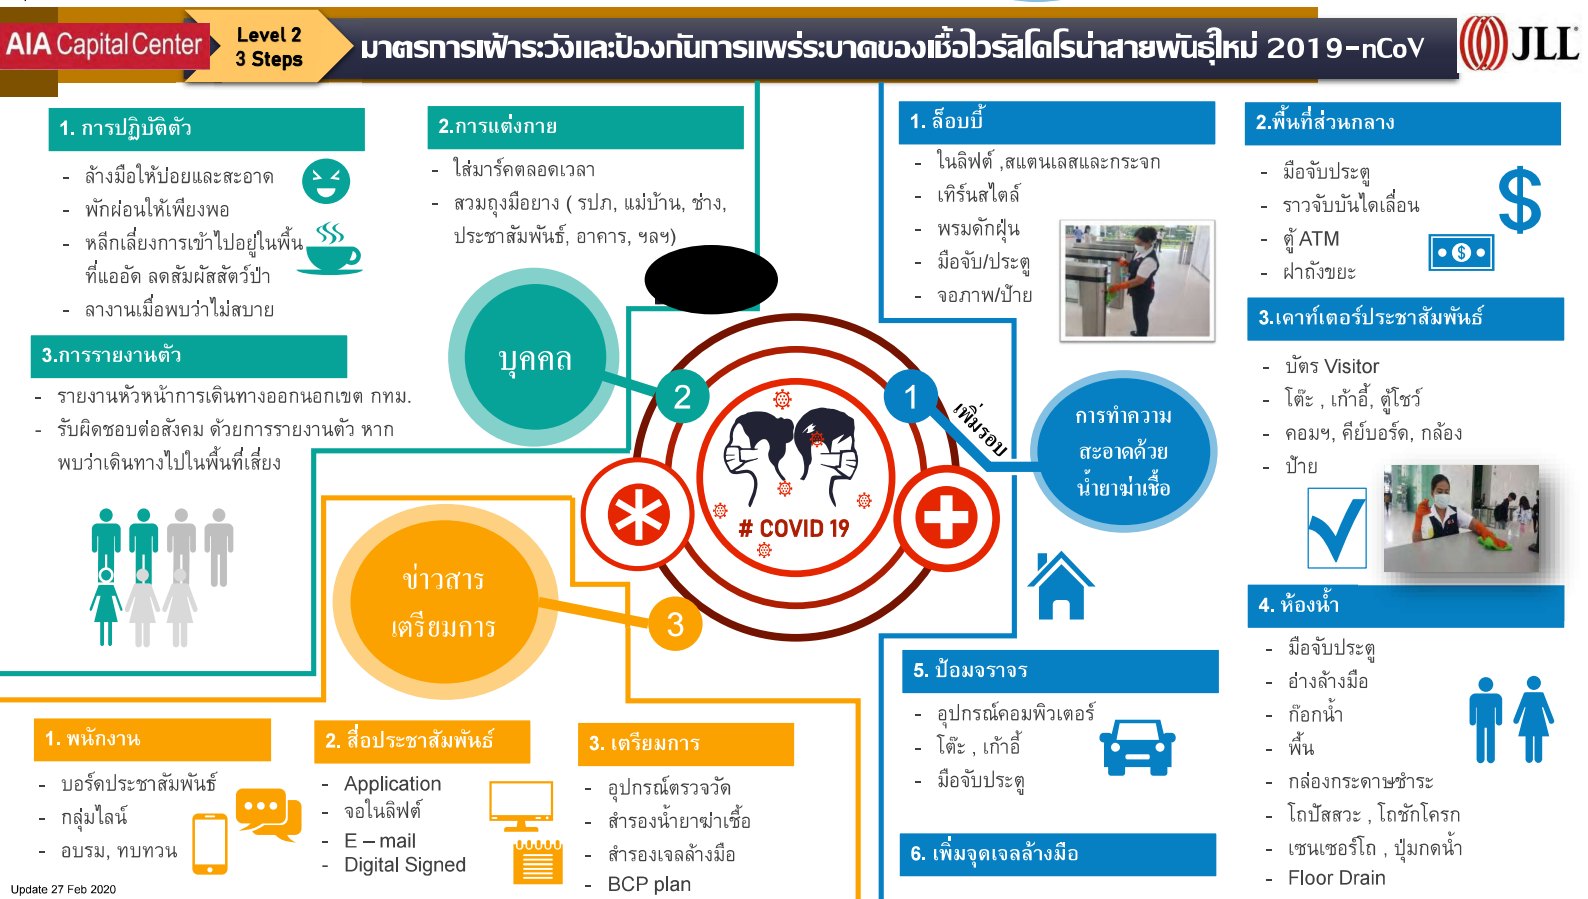 AIA Capital Center
Level 2
3 Steps
มาตรการเฝ้าระวังและป้องกันการแพร่ระบาดของเชื้อไวรัสโคโรน่าสายพันธุ์ใหม่ 2019-nCoV
JLL
1. การปฏิบัติตัว
- ล้างมือให้บ่อยและสะอาด
- พักผ่อนให้เพียงพอ
- หลีกเลี่ยงการเข้าไปอยู่ในพื้น
ที่แออัด ลดสัมผัสสัตว์ป่า
- ลางานเมื่อพบว่าไม่สบาย
2.การแต่งกาย
- ใส่มาร์คตลอดเวลา
- สวมถุงมือยาง ( รปภ, แม่บ้าน, ช่าง,
ประชาสัมพันธ์, อาคาร, ฯลฯ)
3.การรายงานตัว
- รายงานหัวหน้าการเดินทางออกนอกเขต กทม.
- รับผิดชอบต่อสังคม ด้วยการรายงานตัว หาก
พบว่าเดินทางไปในพื้นที่เสี่ยง
บุคคล
2
1
เพิ่มรอบ
การทำความ
สะอาดด้วย
น้ำยาฆ่าเชื้อ
# COVID 19
ข่าวสาร
เตรียมการ
3
1. ล็อบบี้
- ในลิฟต์ ,สแตนเลสและกระจก
- เทิร์นสไตล์
- พรมดักฝุ่น
- มือจับ/ประตู
- จอภาพ/ป้าย
2.พื้นที่ส่วนกลาง
- มือจับประตู
- ราวจับบันไดเลื่อน
- ตู้ ATM
- ฝาถังขยะ
3.เคาท์เตอร์ประชาสัมพันธ์
- บัตร Visitor
- โต๊ะ , เก้าอี้, ตู้โชว์
- คอมฯ, คีย์บอร์ด, กล้อง
- ป้าย
4. ห้องน้ำ
- มือจับประตู
- อ่างล้างมือ
- ก๊อกน้ำ
- พื้น
- กล่องกระดาษชำระ
- โถปัสสวะ , โถชักโครก
- เซนเซอร์โถ , ปุ่มกดน้ำ
- Floor Drain
5. ป้อมจราจร
- อุปกรณ์คอมพิวเตอร์
- โต๊ะ , เก้าอี้
- มือจับประตู
6. เพิ่มจุดเจลล้างมือ
1. พนักงาน
- บอร์ดประชาสัมพันธ์
- กลุ่มไลน์
- อบรม, ทบทวน
2. สื่อประชาสัมพันธ์
- Application
- จอในลิฟต์
- E – mail
- Digital Signed
3. เตรียมการ
- อุปกรณ์ตรวจวัด
- สำรองน้ำยาฆ่าเชื้อ
- สำรองเจลล้างมือ
- BCP plan
Update 27 Feb 2020